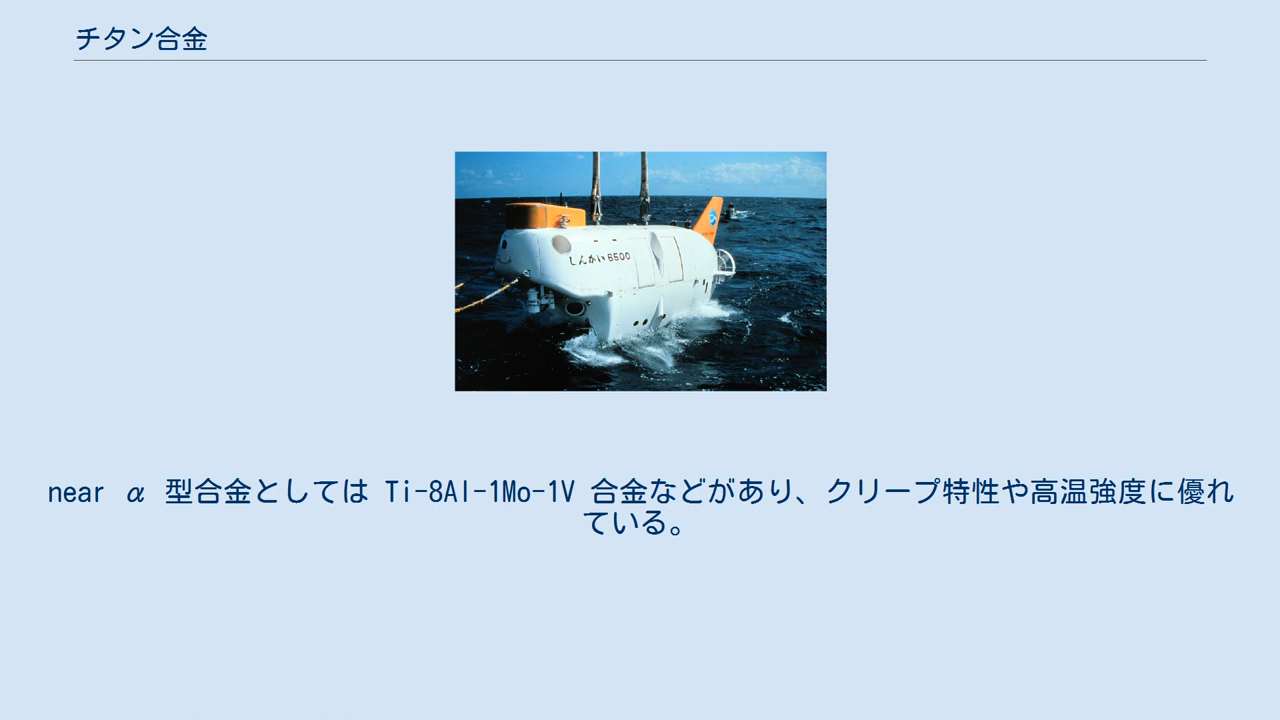 チタン合金
しんかい6500
near α 型合金としては Ti-8Al-1Mo-1V 合金などがあり、クリープ特性や高温強度に優れ
ている。